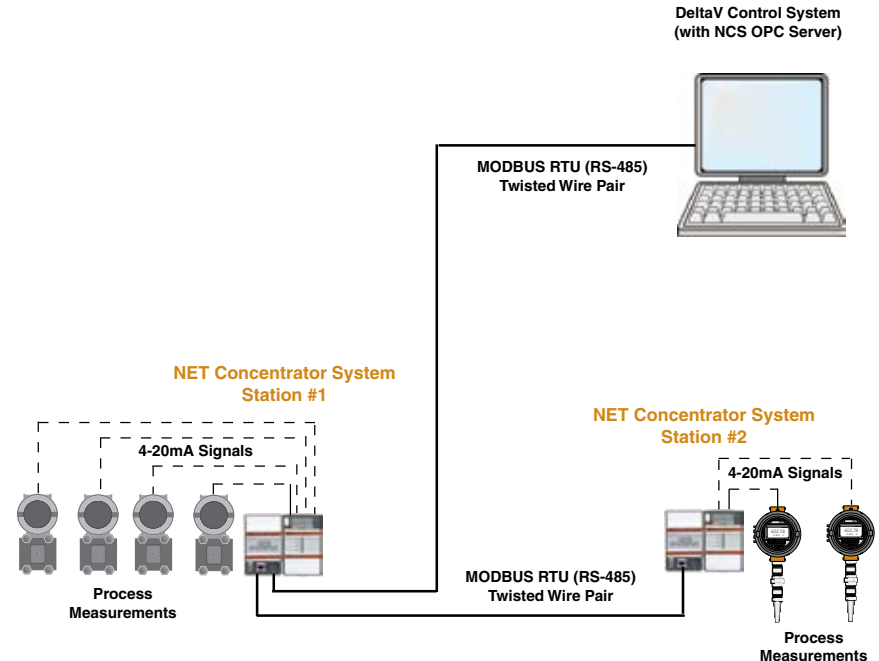 DeltaV Control System
(with NCS OPC Server)
MODBUS RTU (RS-485)
Twisted Wire Pair
NET Concentrator System
Station #1
4-20mA Signals
Process
Measurements
NET Concentrator System
Station #2
4-20mA Signals
MODBUS RTU (RS-485)
Twisted Wire Pair
Process
Measurements